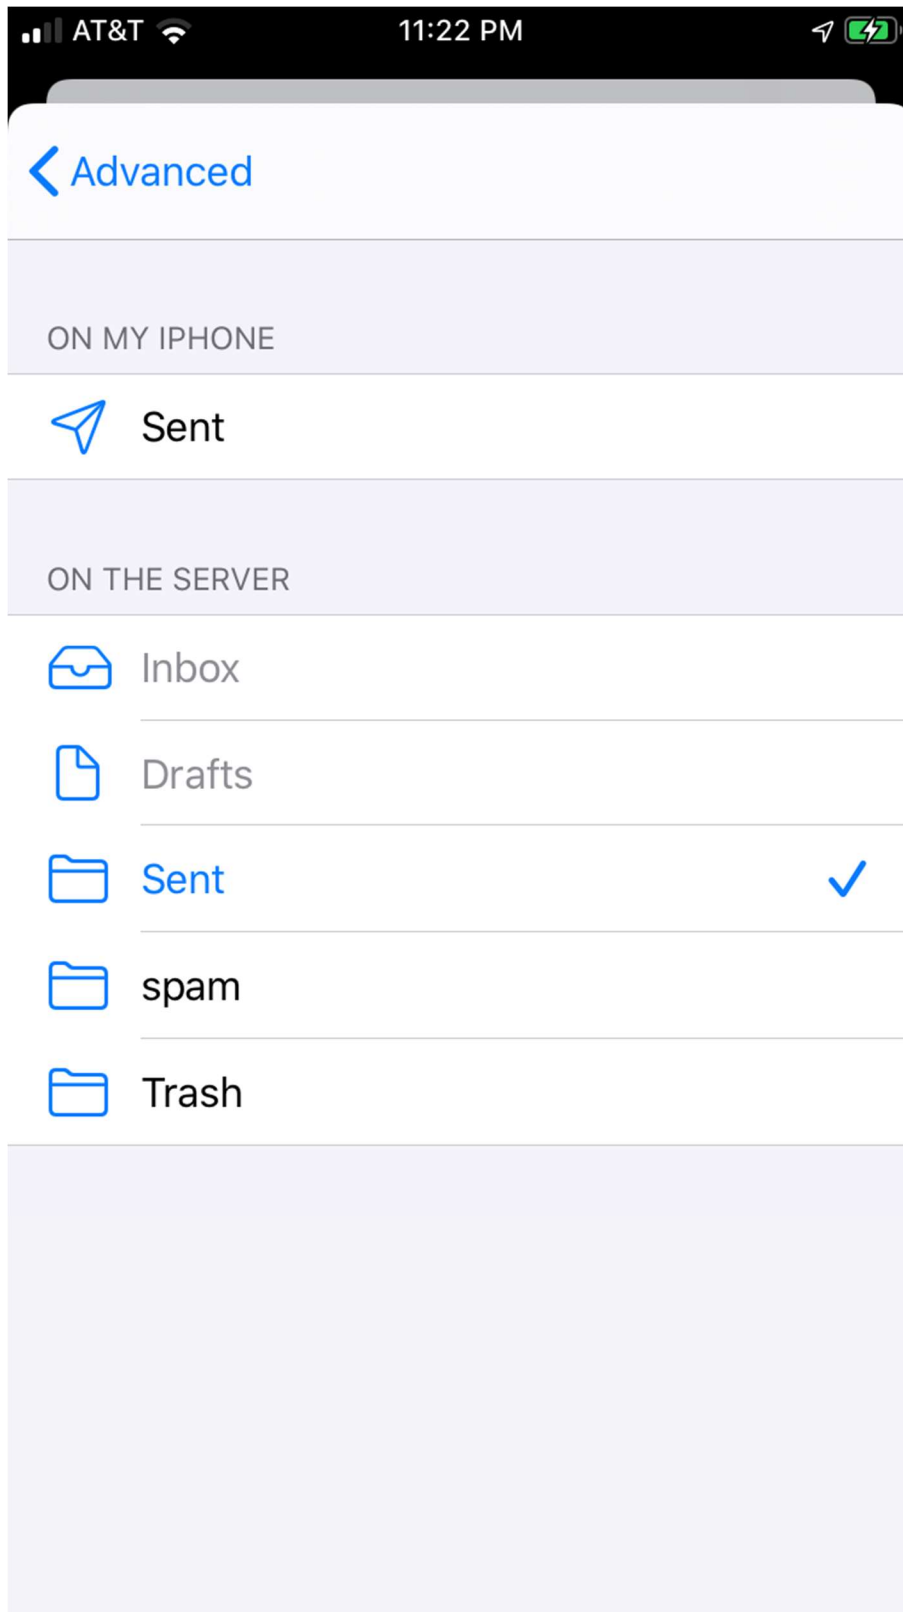 AT&T 11:22 PM
Advanced
ON MY IPHONE
Sent
ON THE SERVER
Inbox
Drafts
Sent
spam
Trash